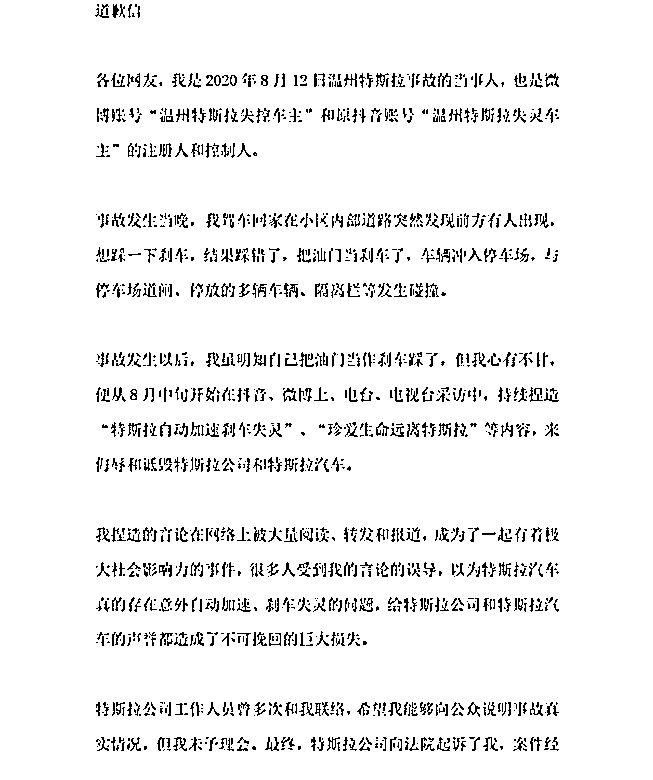 道歉信
各位网友，我是 2020 年 8 月 12 日温州特斯拉事故的当事人，也是微
博账号“温州特斯拉失控车主”和原抖音账号“温州特斯拉失灵车
主”的注册人和控制人。
事故发生当晚，我驾车回家在小区内部道路突然发现前方有人出现，
想踩一下刹车，结果踩错了，把油门当刹车了，车辆冲入停车场，与
停车场道闸、停放的多辆车辆、隔离栏等发生碰撞。
事故发生以后，我虽明知自己把油门当作刹车踩了，但我心有不甘，
便从 8 月中旬开始在抖音、微博上、电台、电视台采访中，持续捏造
“特斯拉自动加速刹车失灵”、“珍爱生命远离特斯拉”等内容，来
侮辱和诋毁特斯拉公司和特斯拉汽车。
我捏造的言论在网络上被大量阅读、转发和报道，成为了一起有着极
大社会影响力的事件，很多人受到我的言论的误导，以为特斯拉汽车
真的存在意外自动加速、刹车失灵的问题，给特斯拉公司和特斯拉汽
车的声誉都造成了不可挽回的巨大损失。
特斯拉公司工作人员曾多次和我联络，希望我能够向公众说明事故真
实情况，但我未予理会。最终，特斯拉公司向法院起诉了我，案件经